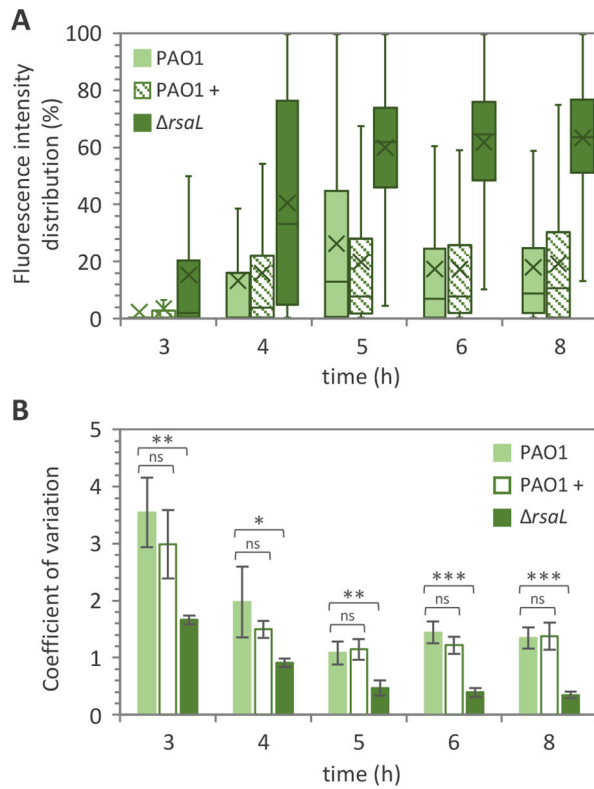 A
Fluorescence intensity
distribution (%)
100
80
60
40
20
0
PAO1
PAO1 +
ΔrsaL
3 4 5 6 8
time (h)
B
Coefficient of variation
5
4
3
2
1
0
PAO1
PAO1 +
ΔrsaL
**
ns
*
ns
**
ns
***
ns
***
ns
3 4 5 6 8
time (h)